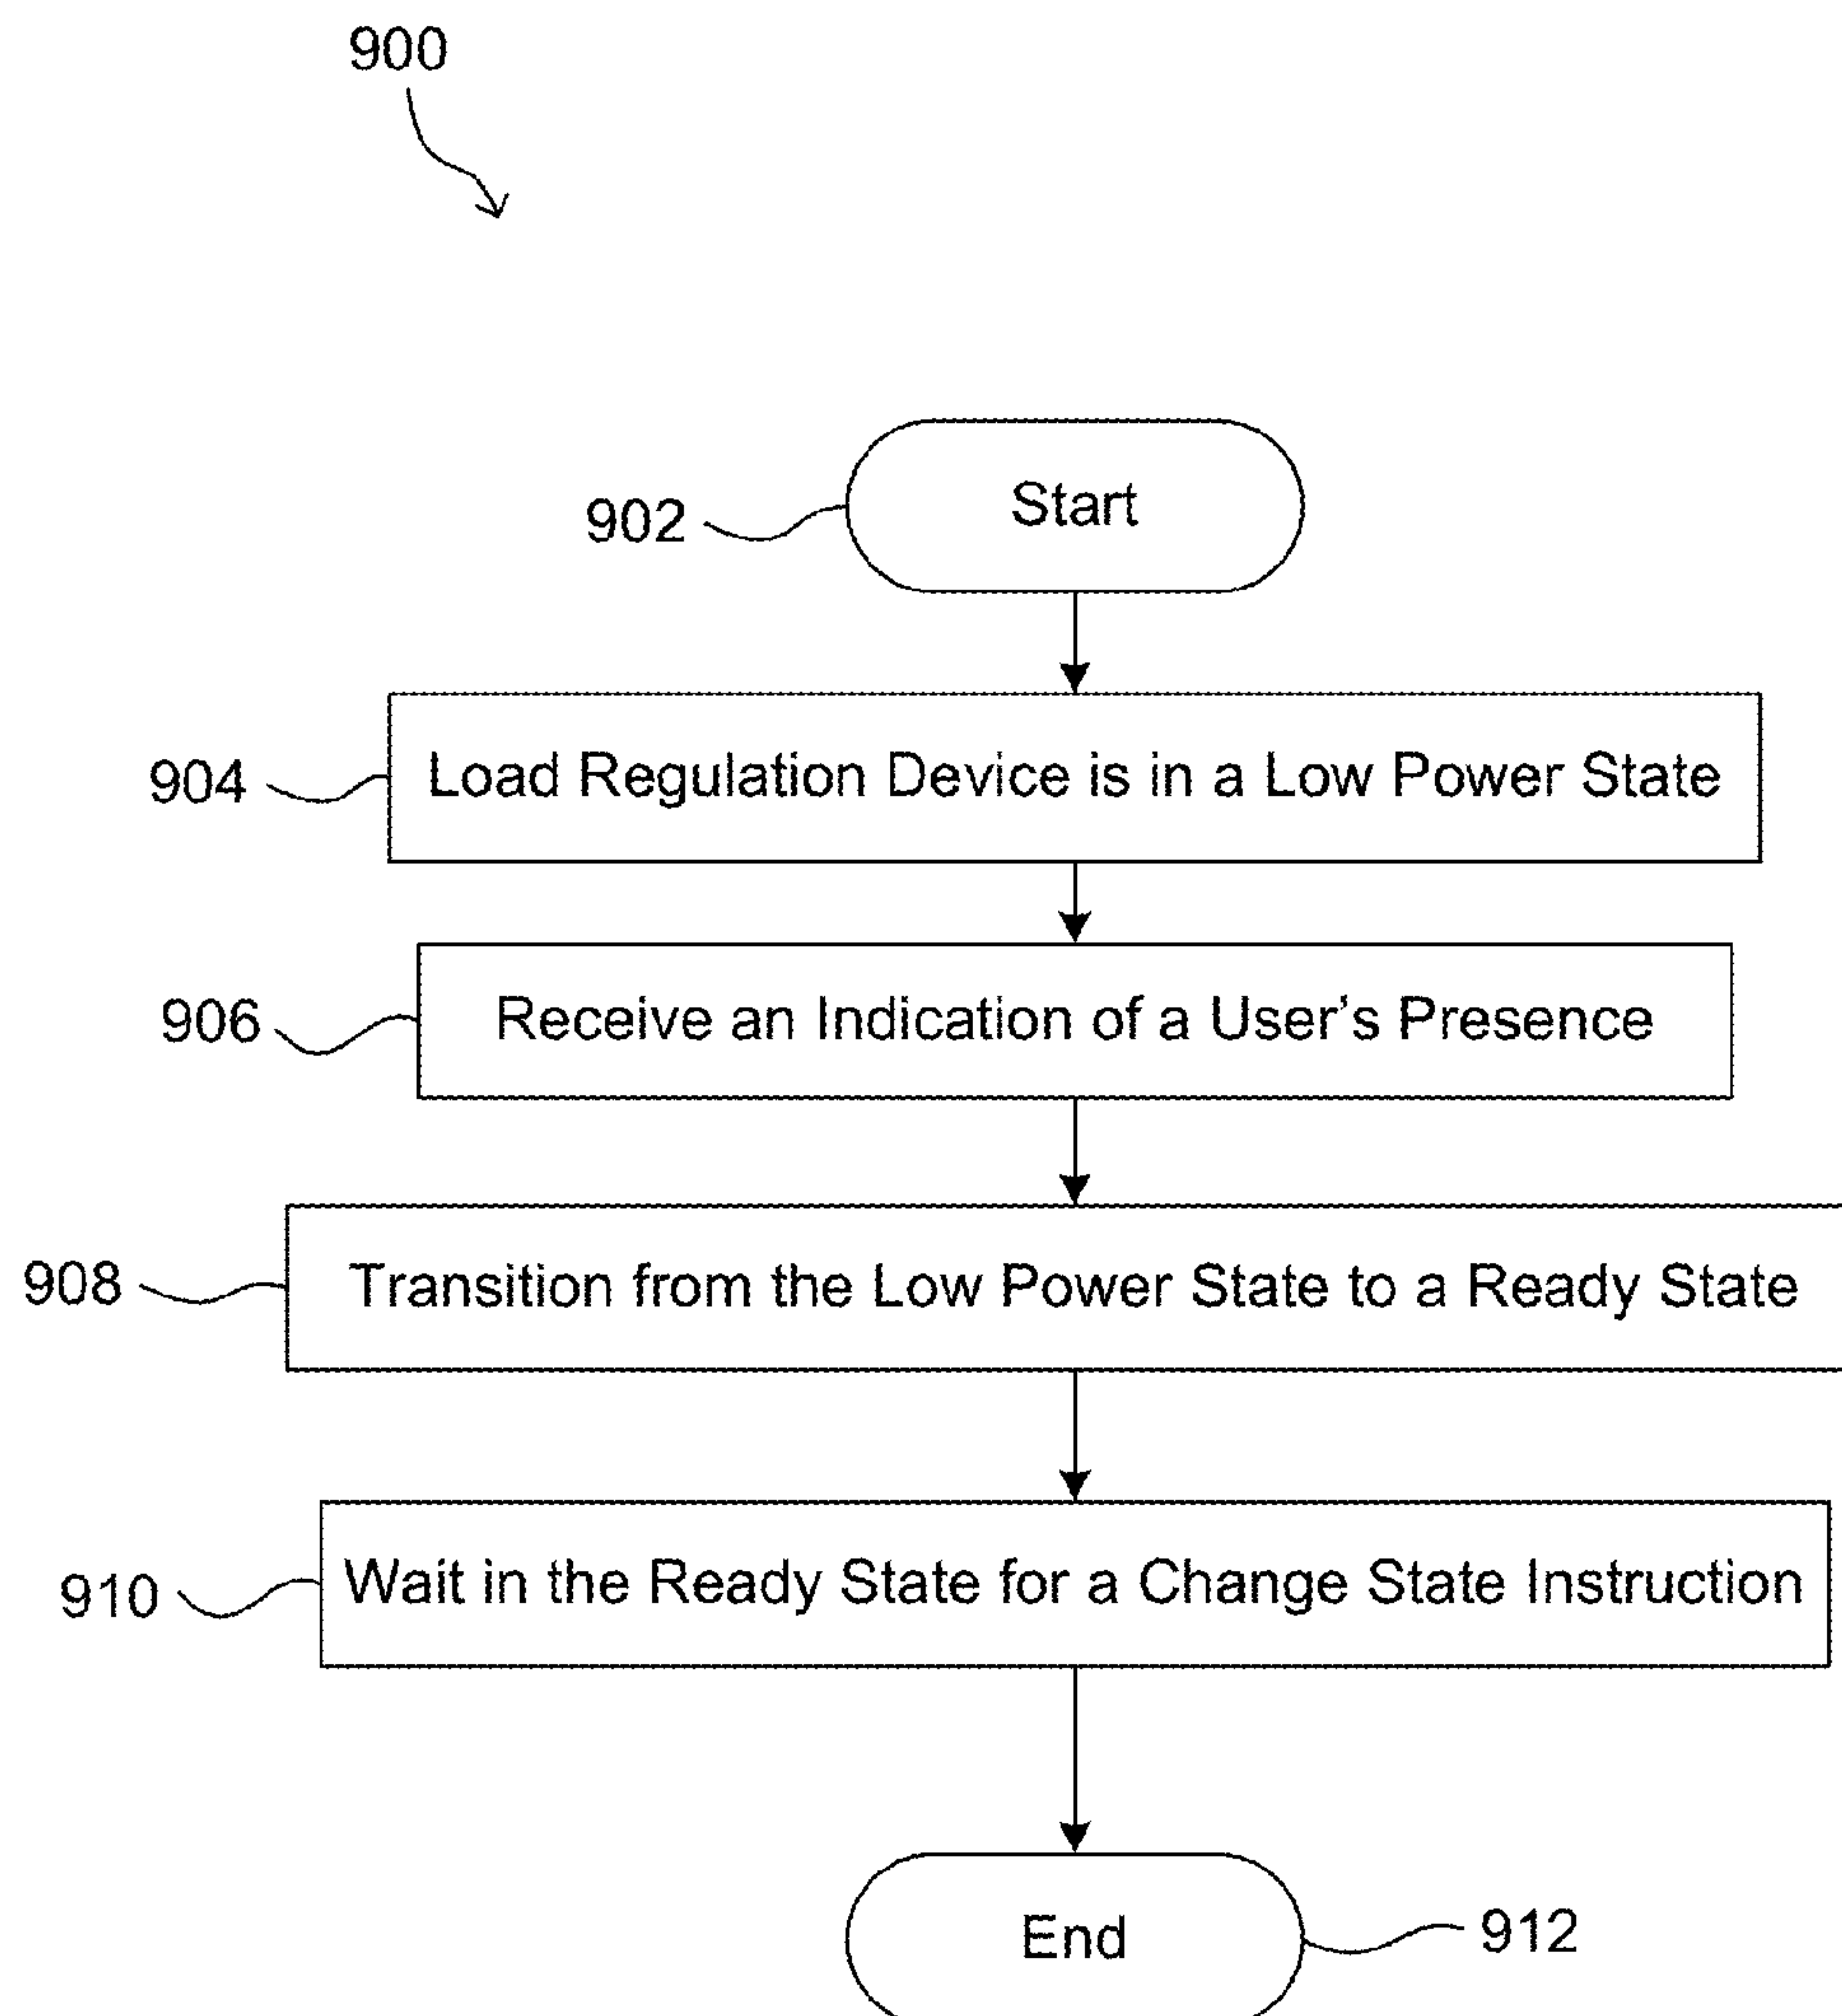 900
902
Start
904
Load Regulation Device is in a Low Power State
906
Receive an Indication of a User's Presence
908
Transition from the Low Power State to a Ready State
910
Wait in the Ready State for a Change State Instruction
End
912